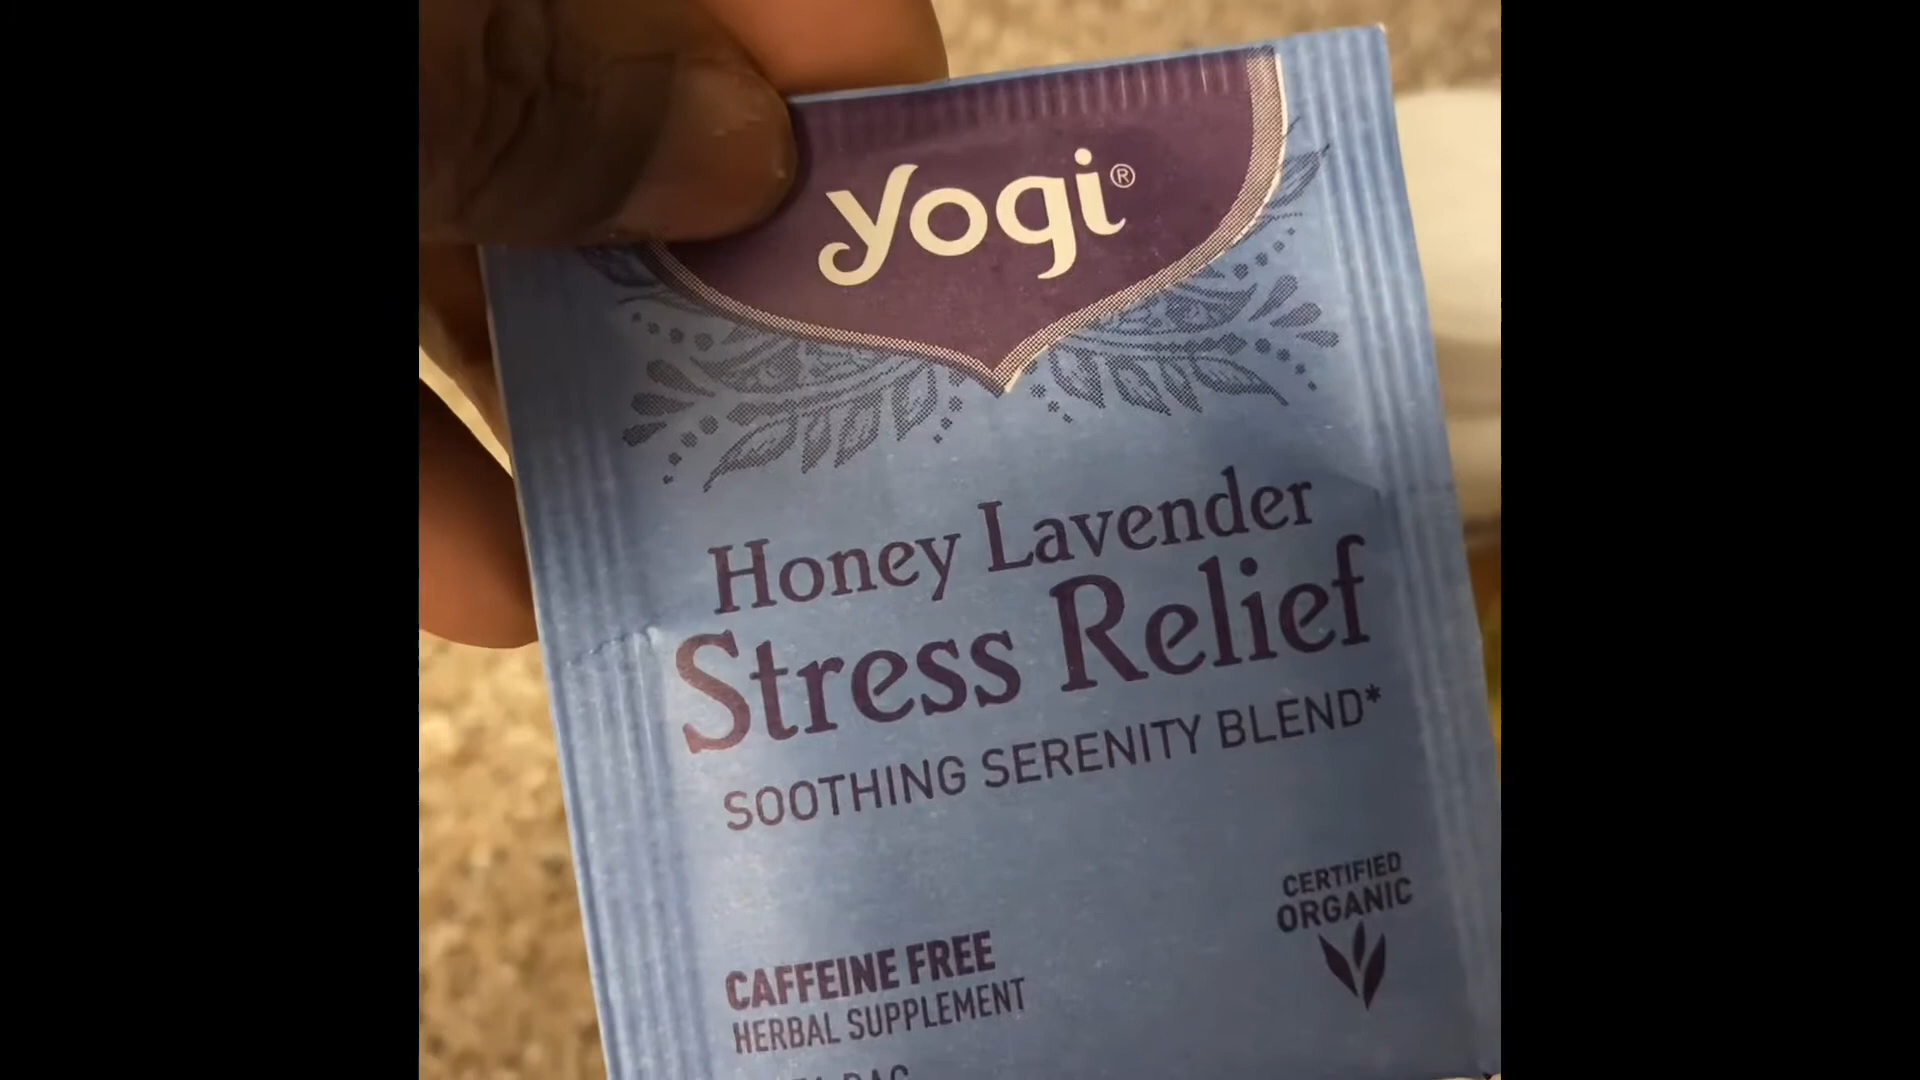 yogi®
Honey Lavender
Stress Relief
SOOTHING SERENITY BLEND*
CERTIFIED
ORGANIC
CAFFEINE FREE
HERBAL SUPPLEMENT